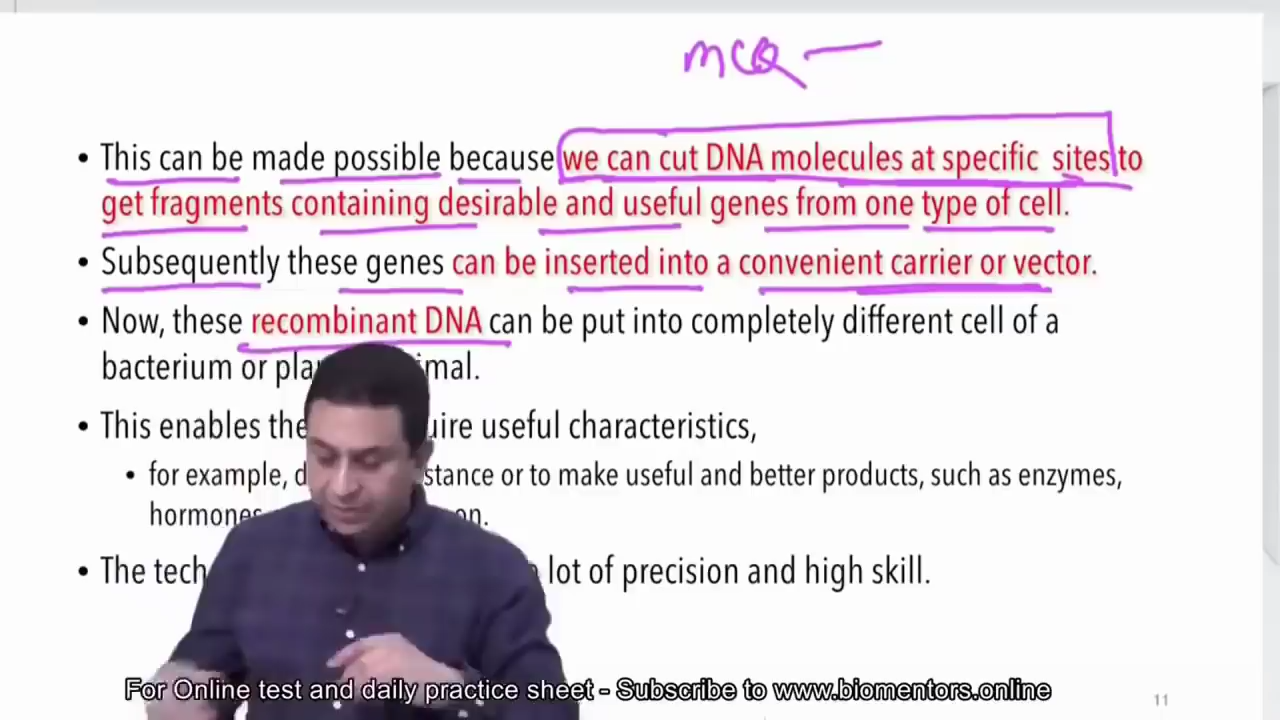 mcQ —
• This can be made possible because we can cut DNA molecules at specific sites to
get fragments containing desirable and useful genes from one type of cell.
• Subsequently these genes can be inserted into a convenient carrier or vector.
• Now, these recombinant DNA can be put into completely different cell of a
bacterium or mal.
• This enables uire useful characteristics,
• for example, stance or to make useful and better products, such as enzymes,
hormones
• The lot of precision and high skill.
For Online test and daily practice sheet - Subscribe to www.biomentors.online
11